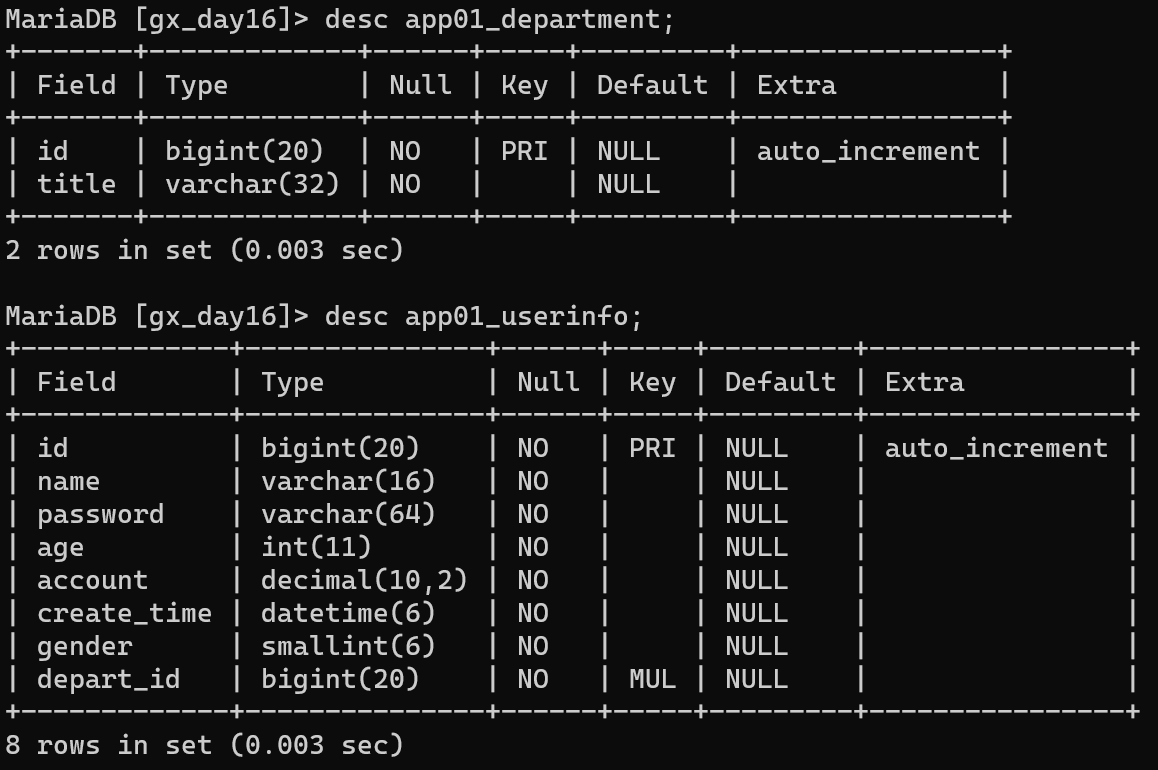 MariaDB [gx_day16]> desc app01_department;
+-------+-------------+------+-----+---------+----------------+
| Field | Type        | Null | Key | Default | Extra          |
+-------+-------------+------+-----+---------+----------------+
| id    | bigint(20)  | NO   | PRI | NULL    | auto_increment |
| title | varchar(32) | NO   |     | NULL    |                |
+-------+-------------+------+-----+---------+----------------+
2 rows in set (0.003 sec)

MariaDB [gx_day16]> desc app01_userinfo;
+-------------+---------------+------+-----+---------+----------------+
| Field       | Type          | Null | Key | Default | Extra          |
+-------------+---------------+------+-----+---------+----------------+
| id          | bigint(20)    | NO   | PRI | NULL    | auto_increment |
| name        | varchar(16)   | NO   |     | NULL    |                |
| password    | varchar(64)   | NO   |     | NULL    |                |
| age         | int(11)       | NO   |     | NULL    |                |
| account     | decimal(10,2) | NO   |     | NULL    |                |
| create_time | datetime(6)   | NO   |     | NULL    |                |
| gender      | smallint(6)   | NO   |     | NULL    |                |
| depart_id   | bigint(20)    | NO   | MUL | NULL    |                |
+-------------+---------------+------+-----+---------+----------------+
8 rows in set (0.003 sec)